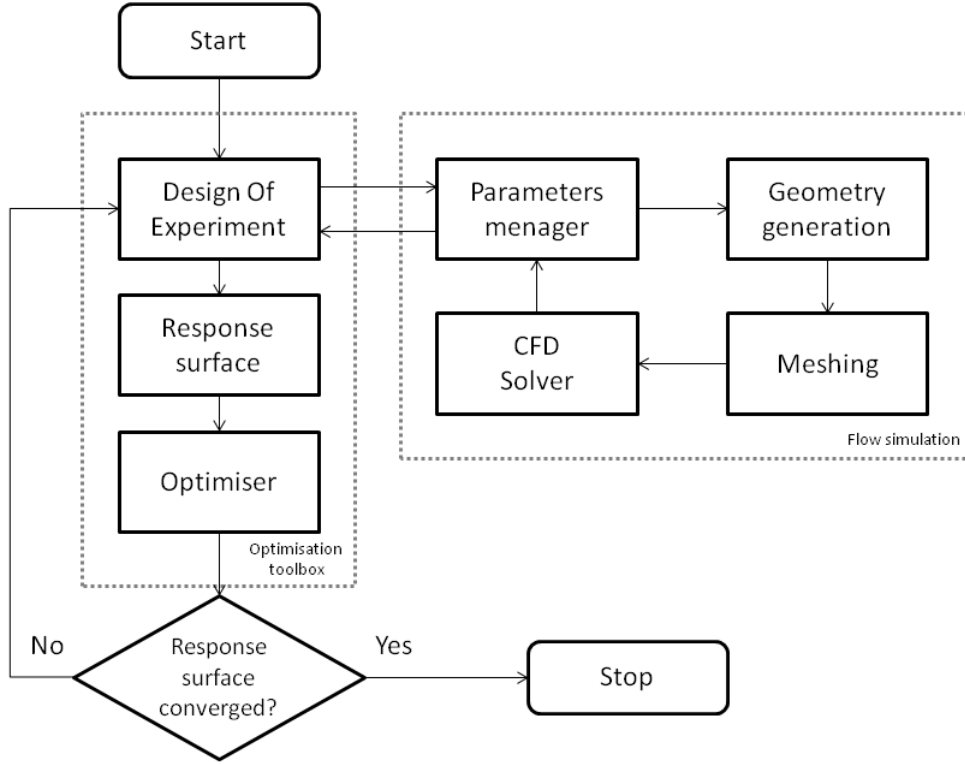 Start
Design Of
Experiment
Parameters
menager
Geometry
generation
Response
surface
CFD
Solver
Meshing
Flow simulation
Optimiser
Optimisation
toolbox
No
Yes
Response
surface
converged?
Stop